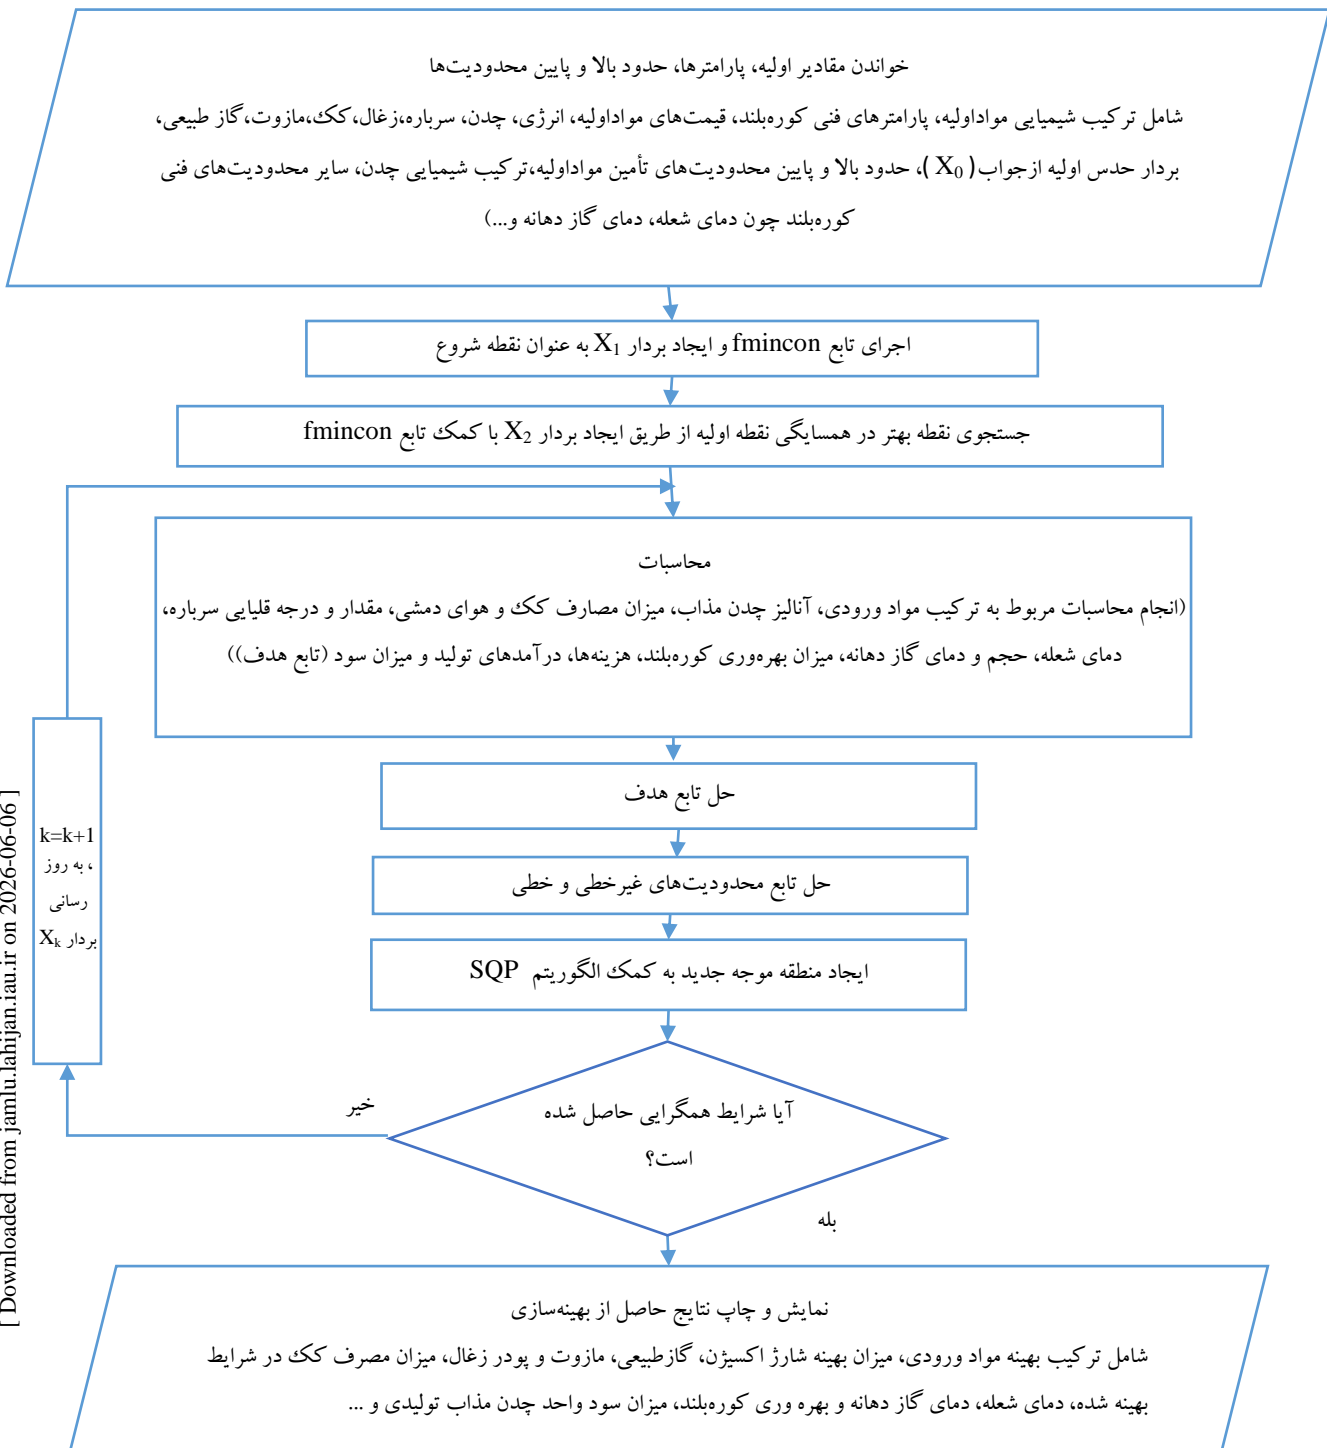 خواندن مقادیر اولیه، پارامترها، حدود بالا و پایین محدودیت‌ها
شامل ترکیب شیمیایی مواداولیه، پارامترهای فنی کوره‌بلند، قیمت‌های مواداولیه، انرژی، چدن، سرباره،زغال،کک،مازوت،گاز طبیعی،
بردار حدس اولیه ازجواب( X0 )، حدود بالا و پایین محدودیت‌های تأمین مواداولیه،ترکیب شیمیایی چدن، سایر محدودیت‌های فنی
کوره‌بلند چون دمای شعله، دمای گاز دهانه و...)
اجرای تابع fmincon و ایجاد بردار X1 به عنوان نقطه شروع
جستجوی نقطه بهتر در همسایگی نقطه اولیه از طریق ایجاد بردار X2 با کمک تابع fmincon
محاسبات
(انجام محاسبات مربوط به ترکیب مواد ورودی، آنالیز چدن مذاب، میزان مصارف کک و هوای دمشی، مقدار و درجه قلیایی سرباره،
دمای شعله، حجم و دمای گاز دهانه، میزان بهره‌وری کوره‌بلند، هزینه‌ها، درآمدهای تولید و میزان سود (تابع هدف))
حل تابع هدف
حل تابع محدودیت‌های غیرخطی و خطی
ایجاد منطقه موجه جدید به کمک الگوریتم SQP
آیا شرایط همگرایی حاصل شده
است؟
خیر
بله
k=k+1
، به روز
رسانی
بردار Xk
نمایش و چاپ نتایج حاصل از بهینه‌سازی
شامل ترکیب بهینه مواد ورودی، میزان بهینه شارژ اکسیژن، گازطبیعی، مازوت و پودر زغال، میزان مصرف کک در شرایط
بهینه شده، دمای شعله، دمای گاز دهانه و بهره وری کوره‌بلند، میزان سود واحد چدن مذاب تولیدی و ...
[ Downloaded from jamlu.lahijan.iau.ir on 2026-06-06 ]